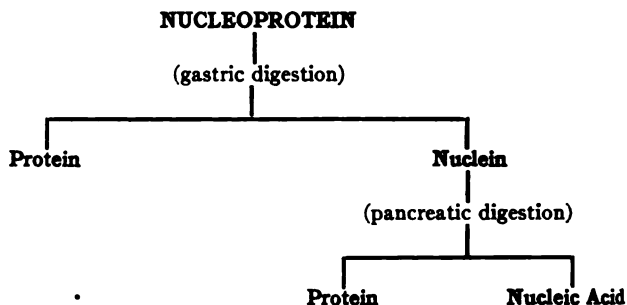 NUCLEOPROTEIN
(gastric digestion)
Protein Nuclein
(pancreatic digestion)
Protein Nucleic Acid